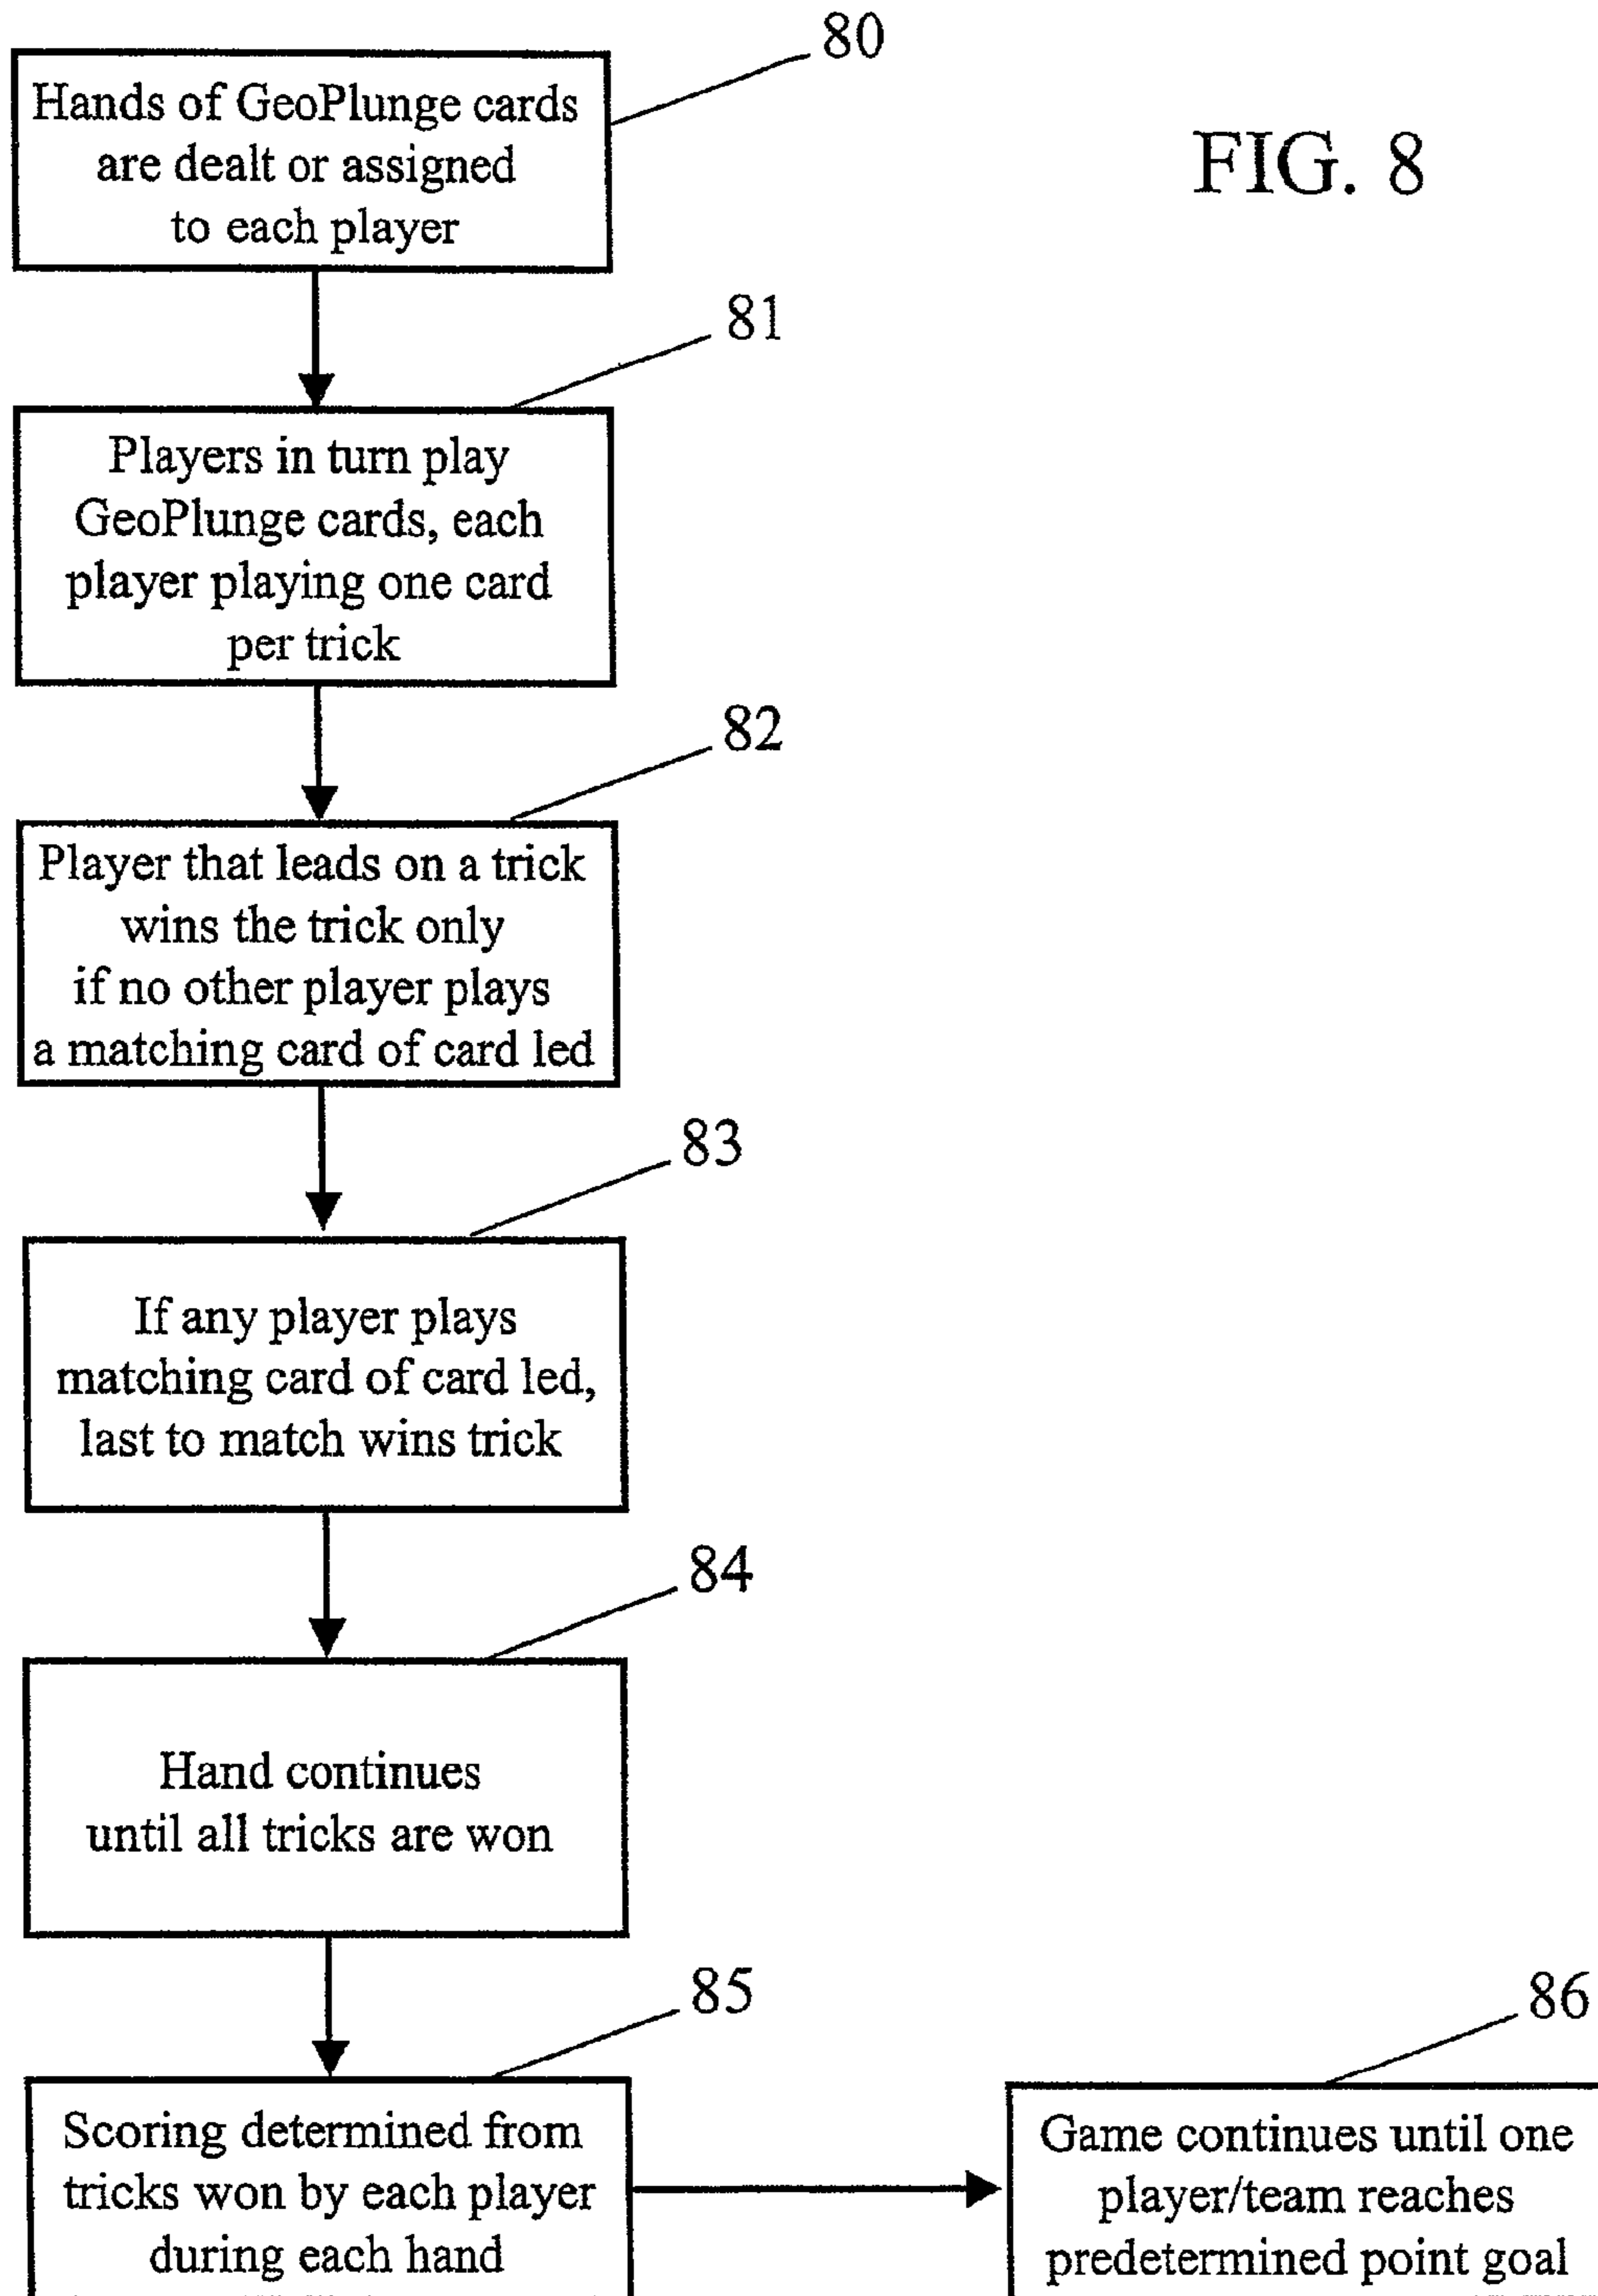 80
Hands of GeoPlunge cards
are dealt or assigned
to each player
FIG. 8
81
Players in turn play
GeoPlunge cards, each
player playing one card
per trick
82
Player that leads on a trick
wins the trick only
if no other player plays
a matching card of card led
83
If any player plays
matching card of card led,
last to match wins trick
84
Hand continues
until all tricks are won
85
Scoring determined from
tricks won by each player
during each hand
86
Game continues until one
player/team reaches
predetermined point goal